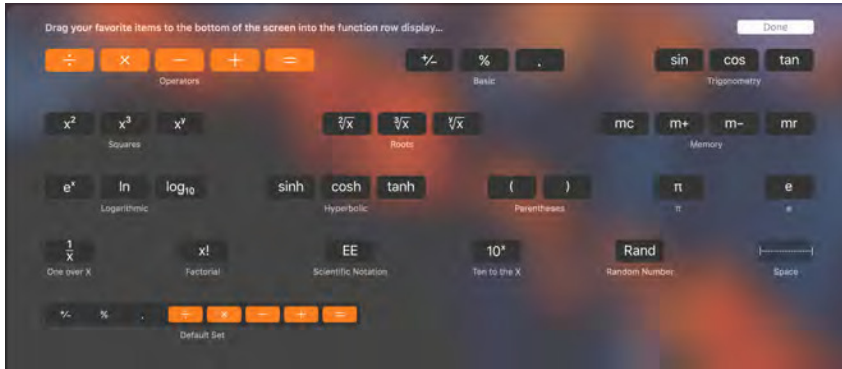 Drag your favorite items to the bottom of the screen into the function row display...
Done
÷ × − + =
Operators
⁺∕₋ % .
Basic
sin cos tan
Trigonometry
x² x³ xʸ
Squares
²√x ³√x ʸ√x
Roots
mc m+ m− mr
Memory
eˣ ln log₁₀
Logarithmic
sinh cosh tanh
Hyperbolic
( )
Parentheses
π
π
e
e
1/x
One over X
x!
Factorial
EE
Scientific Notation
10ˣ
Ten to the X
Rand
Random Number
Space
⁺∕₋ % . ÷ × − + =
Default Set